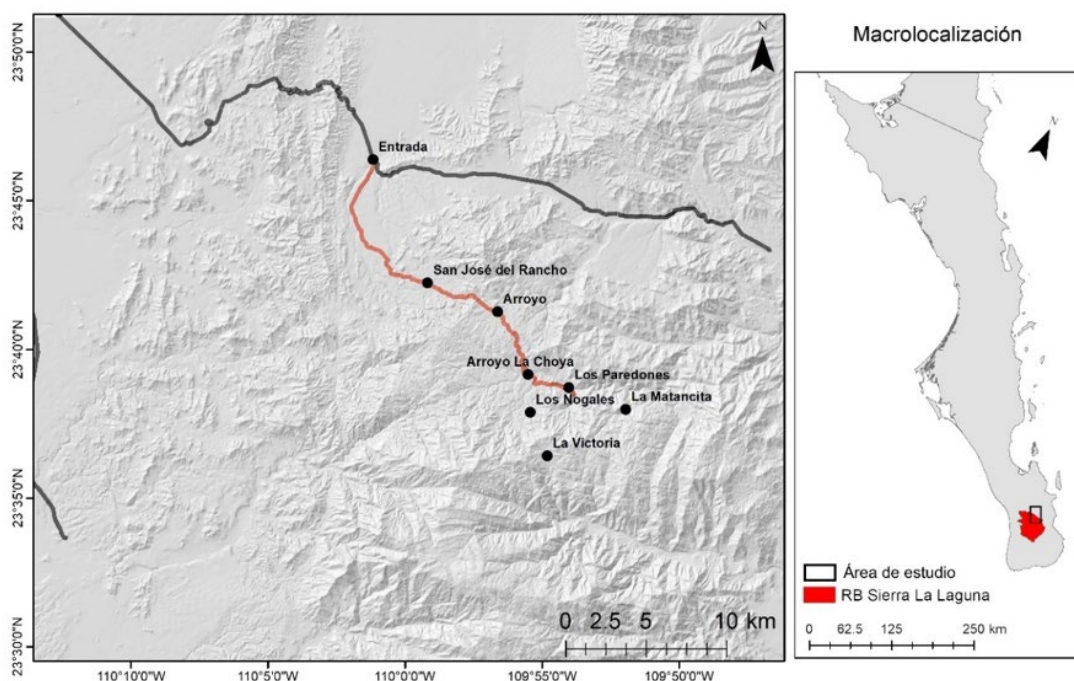 N
23°50'0"N
Entrada
23°45'0"N
San José del Rancho
Arroyo
23°40'0"N
Arroyo La Choya
Los Paredones
Los Nogales
La Matancita
La Victoria
23°35'0"N
0 2.5 5 10 km
23°30'0"N
110°10'0"W 110°5'0"W 110°0'0"W 109°55'0"W 109°50'0"W
Macrolocalización
N
Área de estudio
RB Sierra La Laguna
0 62.5 125 250 km